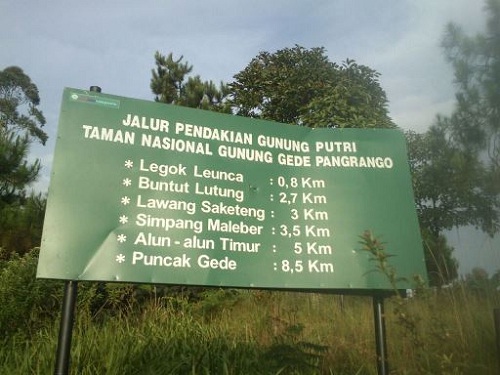 JALUR PENDAKIAN GUNUNG PUTRI
TAMAN NASIONAL GUNUNG GEDE PANGRANGO
* Legok Leunca : 0,8 Km
* Buntut Lutung : 2,7 Km
* Lawang Saketeng : 3 Km
* Simpang Maleber : 3,5 Km
* Alun - alun Timur : 5 Km
* Puncak Gede : 8,5 Km